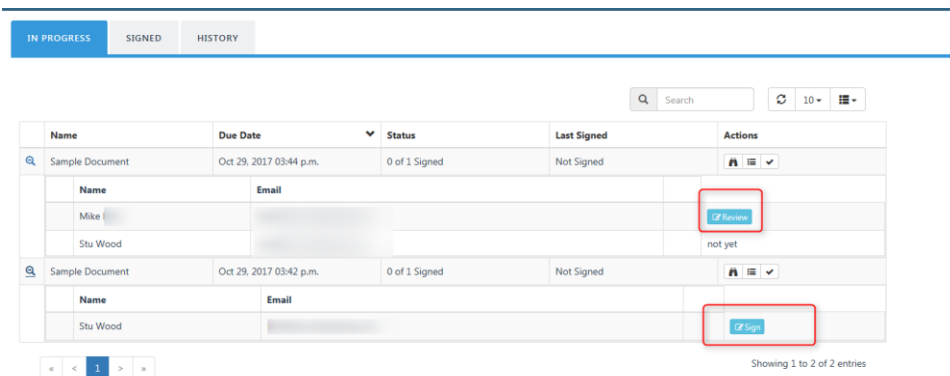 IN PROGRESS SIGNED HISTORY
Search 10
Name Due Date Status Last Signed Actions
Sample Document Oct 29, 2017 03:44 p.m. 0 of 1 Signed Not Signed
Name Email
Mike Review
Stu Wood not yet
Sample Document Oct 29, 2017 03:42 p.m. 0 of 1 Signed Not Signed
Name Email
Stu Wood Sign
« < 1 > » Showing 1 to 2 of 2 entries